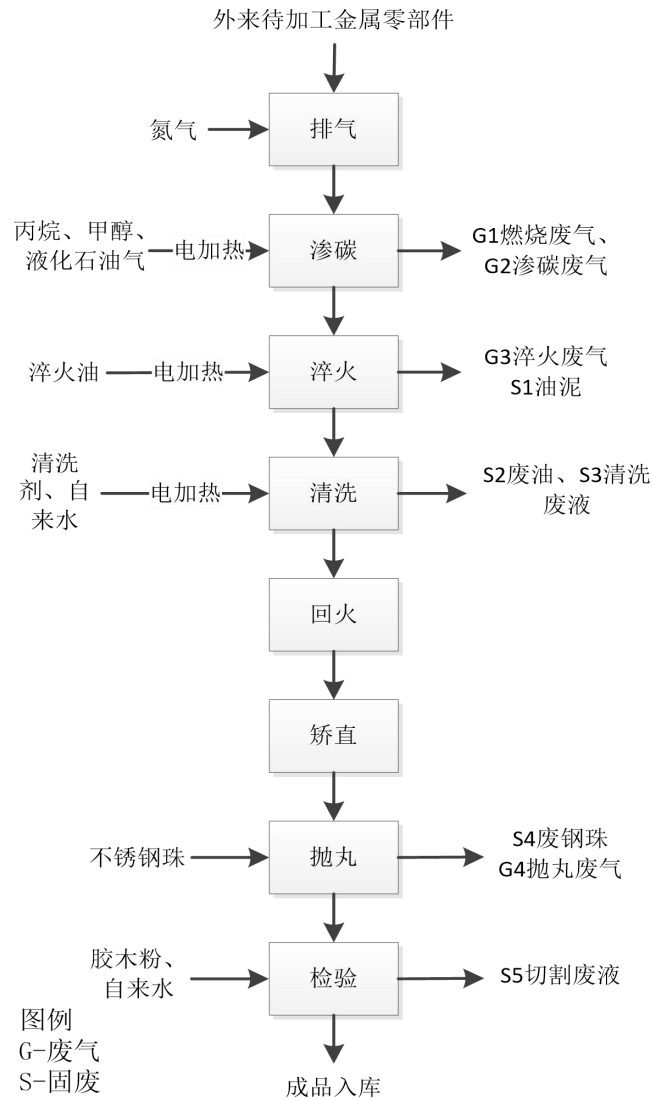 外来待加工金属零部件
氮气
排气
丙烷、甲醇、
液化石油气
电加热
渗碳
G1燃烧废气、
G2渗碳废气
淬火油
电加热
淬火
G3淬火废气
S1油泥
清洗
剂、自
来水
电加热
清洗
S2废油、S3清洗
废液
回火
矫直
不锈钢珠
抛丸
S4废钢珠
G4抛丸废气
胶木粉、
自来水
检验
S5切割废液
图例
G-废气
S-固废
成品入库